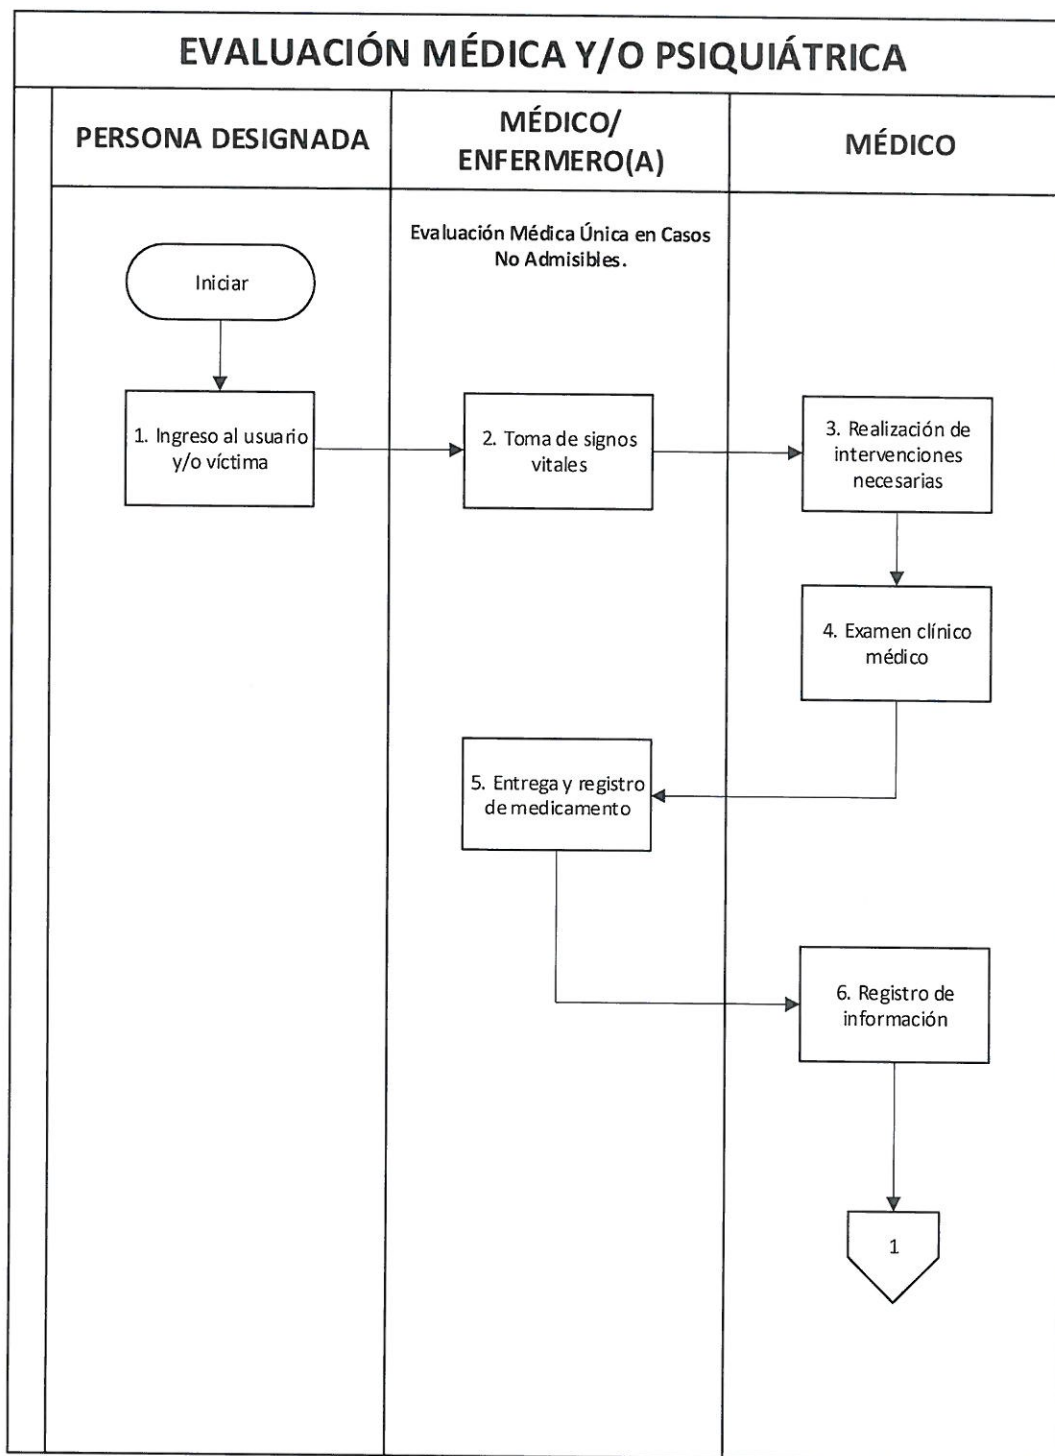 EVALUACIÓN MÉDICA Y/O PSIQUIÁTRICA
PERSONA DESIGNADA
MÉDICO/
ENFERMERO(A)
MÉDICO
Evaluación Médica Única en Casos
No Admisibles.
Iniciar
1. Ingreso al usuario
y/o víctima
2. Toma de signos
vitales
3. Realización de
intervenciones
necesarias
4. Examen clínico
médico
5. Entrega y registro
de medicamento
6. Registro de
información
1